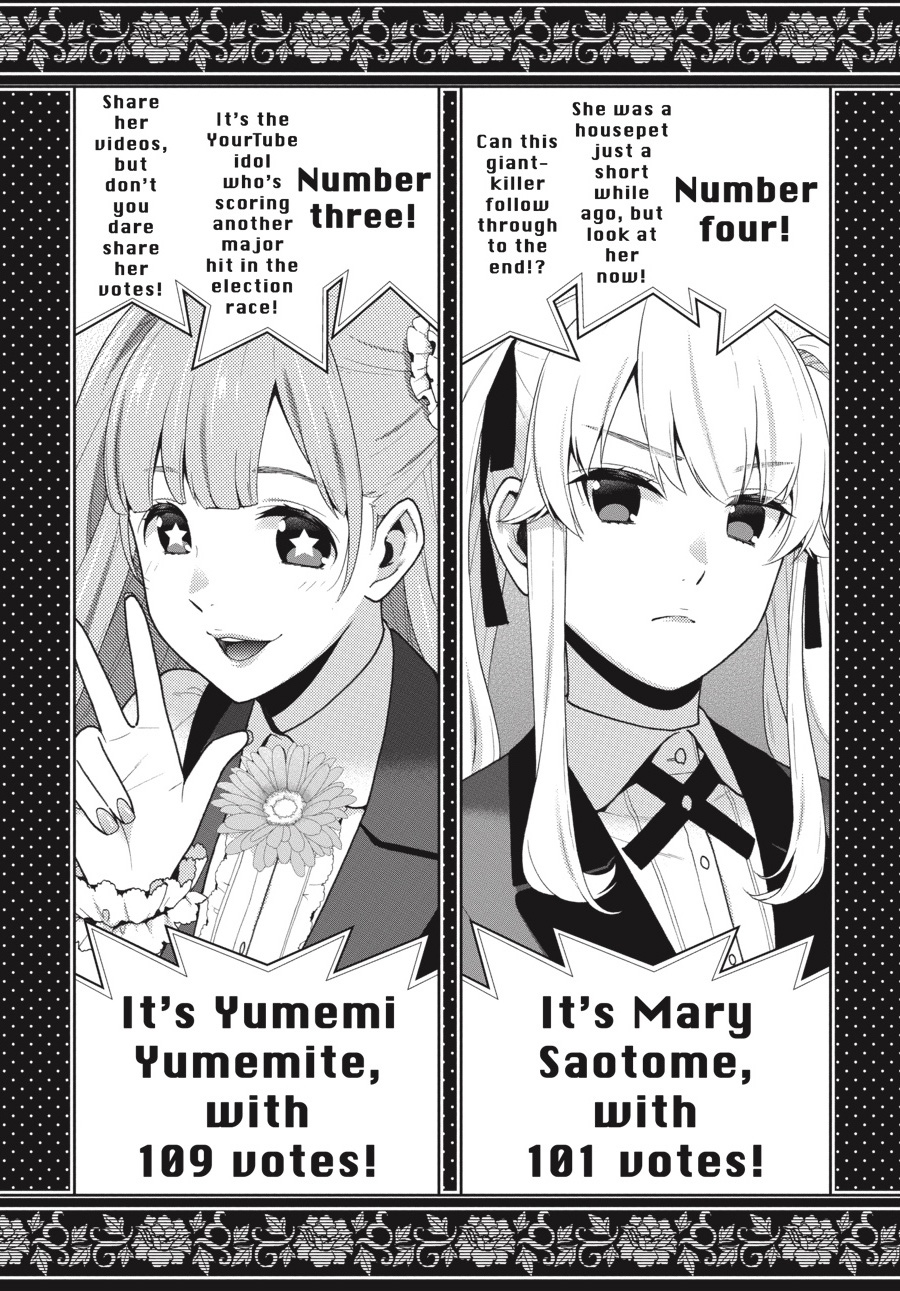 Number
four!
She was a
housepet
just a
short
while
ago, but
look at
her
now!
Can this
giant-
killer
follow
through
to the
end!?
It's Mary
Saotome,
with
101 votes!
Number
three!
It's the
YourTube
idol
who's
scoring
another
major
hit in the
election
race!
Share
her
videos,
but
don't
you
dare
share
her
votes!
It's Yumemi
Yumemite,
with
109 votes!